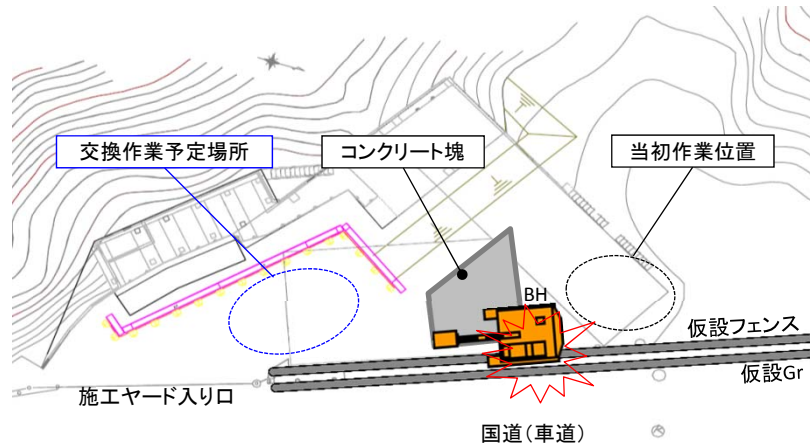 交換作業予定場所
コンクリート塊
当初作業位置
BH
仮設フェンス
仮設Gr
施工ヤード入り口
国道(車道)